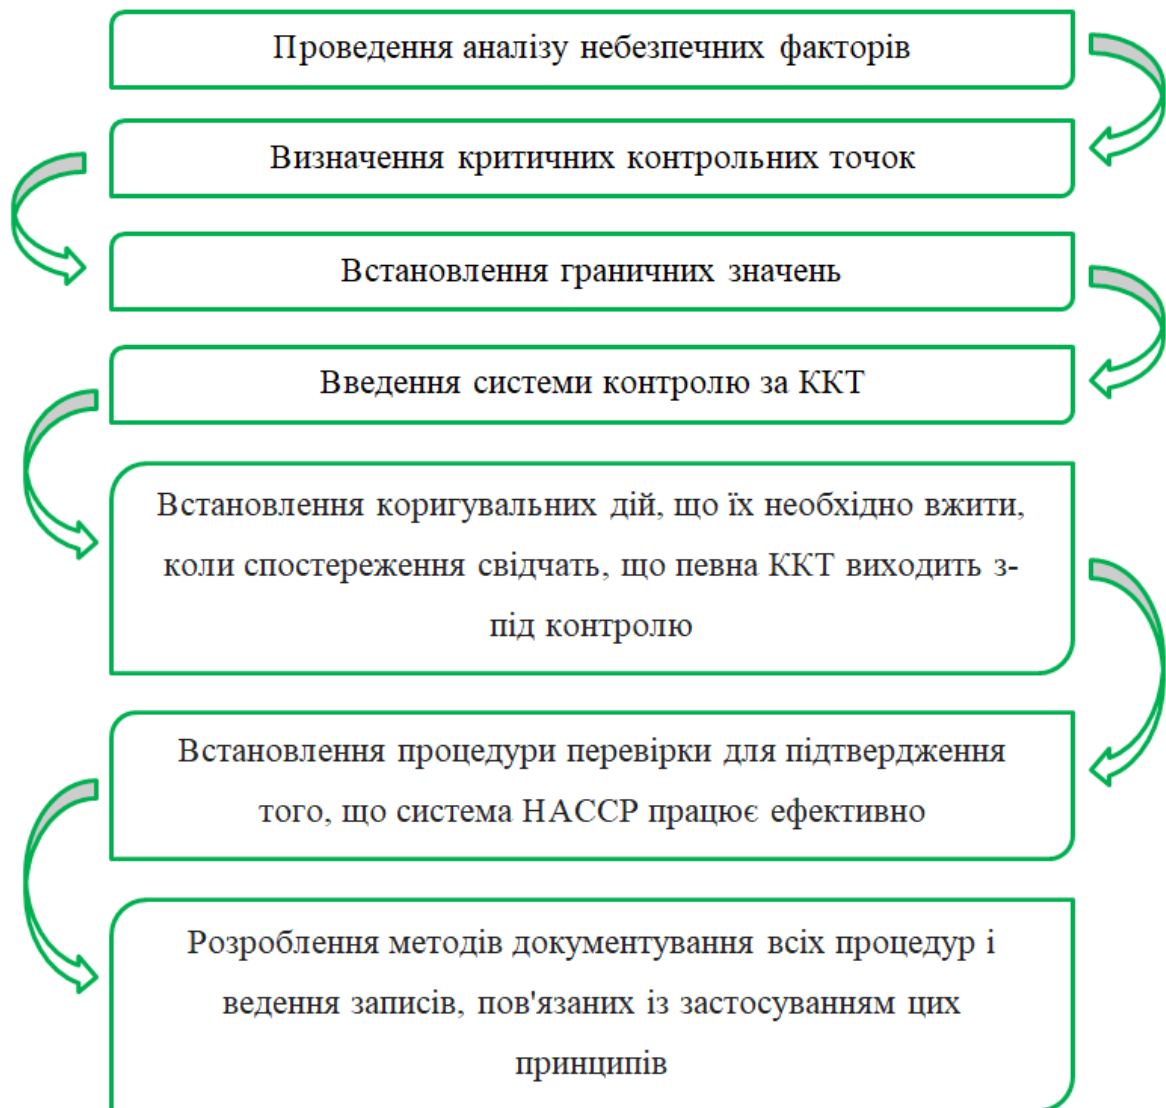 Проведення аналізу небезпечних факторів
Визначення критичних контрольних точок
Встановлення граничних значень
Введення системи контролю за ККТ
Встановлення коригувальних дій, що їх необхідно вжити,
коли спостереження свідчать, що певна ККТ виходить з-
під контролю
Встановлення процедури перевірки для підтвердження
того, що система НАССР працює ефективно
Розроблення методів документування всіх процедур і
ведення записів, пов'язаних із застосуванням цих
принципів